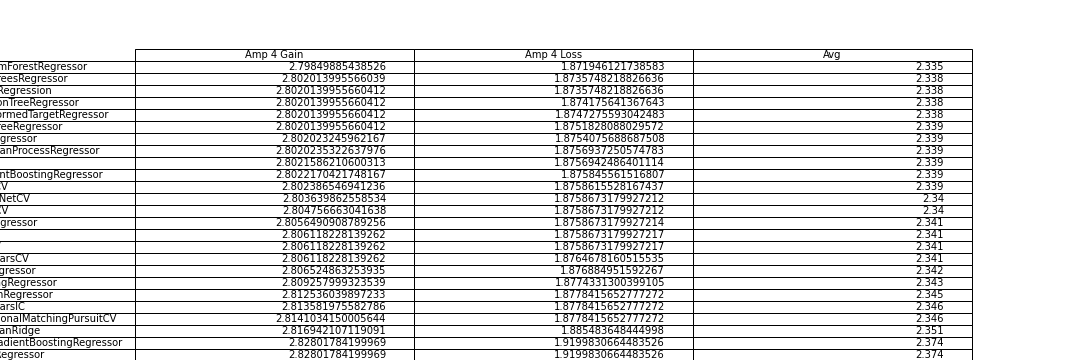 Amp 4 Gain Amp 4 Loss Avg
mForestRegressor 2.79849885438526 1.871946121738583 2.335
reesRegressor 2.802013995566039 1.8735748218826636 2.338
Regression 2.8020139955660412 1.8735748218826636 2.338
onTreeRegressor 2.8020139955660412 1.874175641367643 2.338
ormedTargetRegressor 2.8020139955660412 1.8747275593042483 2.338
reeRegressor 2.8020139955660412 1.8751828088029572 2.339
gressor 2.802023245962167 1.8754075688687508 2.339
anProcessRegressor 2.802035322637976 1.8756937250574783 2.339
2.8021586210600313 1.8756942486401114 2.339
ntBoostingRegressor 2.8022170421748167 1.875845561516807 2.339
CV 2.802386546941236 1.8758615528167437 2.339
NetCV 2.803639862558534 1.8758673179927212 2.34
CV 2.804756663041638 1.8758673179927212 2.34
gressor 2.8056490908789256 1.8758673179927214 2.341
2.806118228139262 1.8758673179927217 2.341
2.806118228139262 1.8758673179927217 2.341
arsCV 2.806118228139262 1.8764678160515535 2.341
gressor 2.806524863253935 1.876884951592267 2.342
ngRegressor 2.809257999323539 1.8774331300399105 2.343
nRegressor 2.812536039897233 1.8778415652777272 2.345
arsIC 2.813581975582786 1.8778415652777272 2.346
onalMatchingPursuitCV 2.8141034150005644 1.8778415652777272 2.346
anRidge 2.816942107119091 1.885483648444998 2.351
adientBoostingRegressor 2.82801784199969 1.9199830664483526 2.374
Regressor 2.82801784199969 1.9199830664483526 2.374